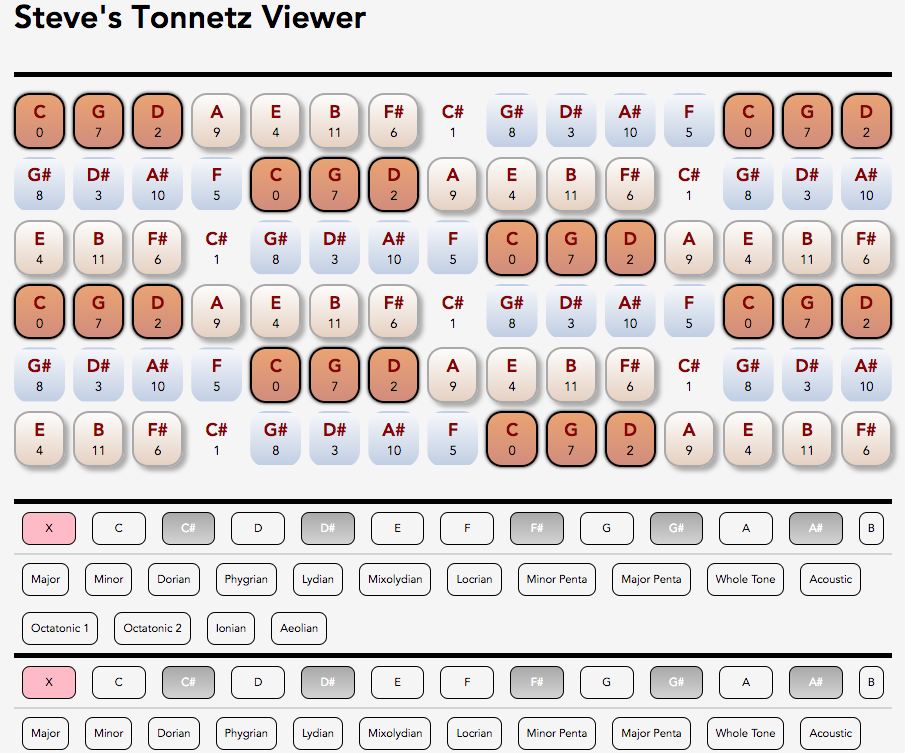 Steve's Tonnetz Viewer
C G D A E B F# C# G# D# A# F C G D
0 7 2 9 4 11 6 1 8 3 10 5 0 7 2
G# D# A# F C G D A E B F# C# G# D# A#
8 3 10 5 0 7 2 9 4 11 6 1 8 3 10
E B F# C# G# D# A# F C G D A E B F#
4 11 6 1 8 3 10 5 0 7 2 9 4 11 6
C G D A E B F# C# G# D# A# F C G D
0 7 2 9 4 11 6 1 8 3 10 5 0 7 2
G# D# A# F C G D A E B F# C# G# D# A#
8 3 10 5 0 7 2 9 4 11 6 1 8 3 10
E B F# C# G# D# A# F C G D A E B F#
4 11 6 1 8 3 10 5 0 7 2 9 4 11 6
X C C# D D# E F F# G G# A A# B
Major Minor Dorian Phygrian Lydian Mixolydian Locrian Minor Penta Major Penta Whole Tone Acoustic
Octatonic 1 Octatonic 2 Ionian Aeolian
X C C# D D# E F F# G G# A A# B
Major Minor Dorian Phygrian Lydian Mixolydian Locrian Minor Penta Major Penta Whole Tone Acoustic